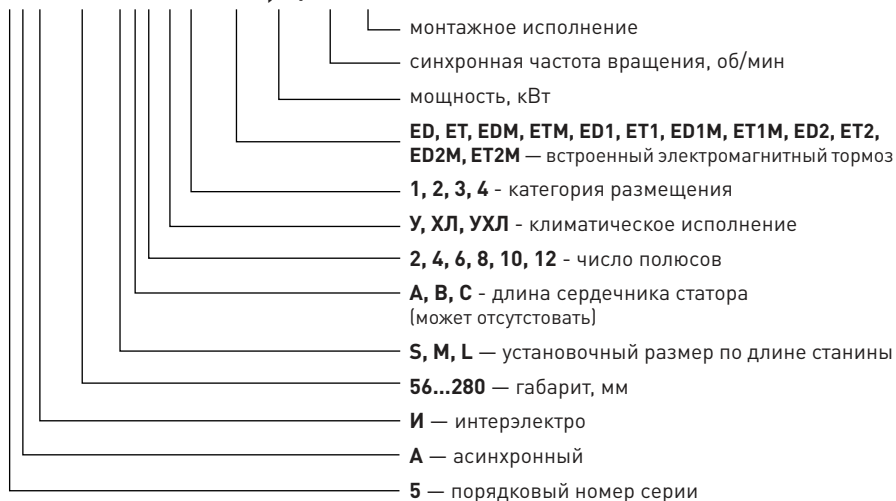 монтажное исполнение
синхронная частота вращения, об/мин
мощность, кВт
ED, ET, EDM, ETM, ED1, ET1, ED1M, ET1M, ED2, ET2,
ED2M, ET2M — встроенный электромагнитный тормоз
1, 2, 3, 4 - категория размещения
У, ХЛ, УХЛ - климатическое исполнение
2, 4, 6, 8, 10, 12 - число полюсов
А, В, С - длина сердечника статора
(может отсутстовать)
S, M, L — установочный размер по длине станины
56...280 — габарит, мм
И — интерэлектро
А — асинхронный
5 — порядковый номер серии